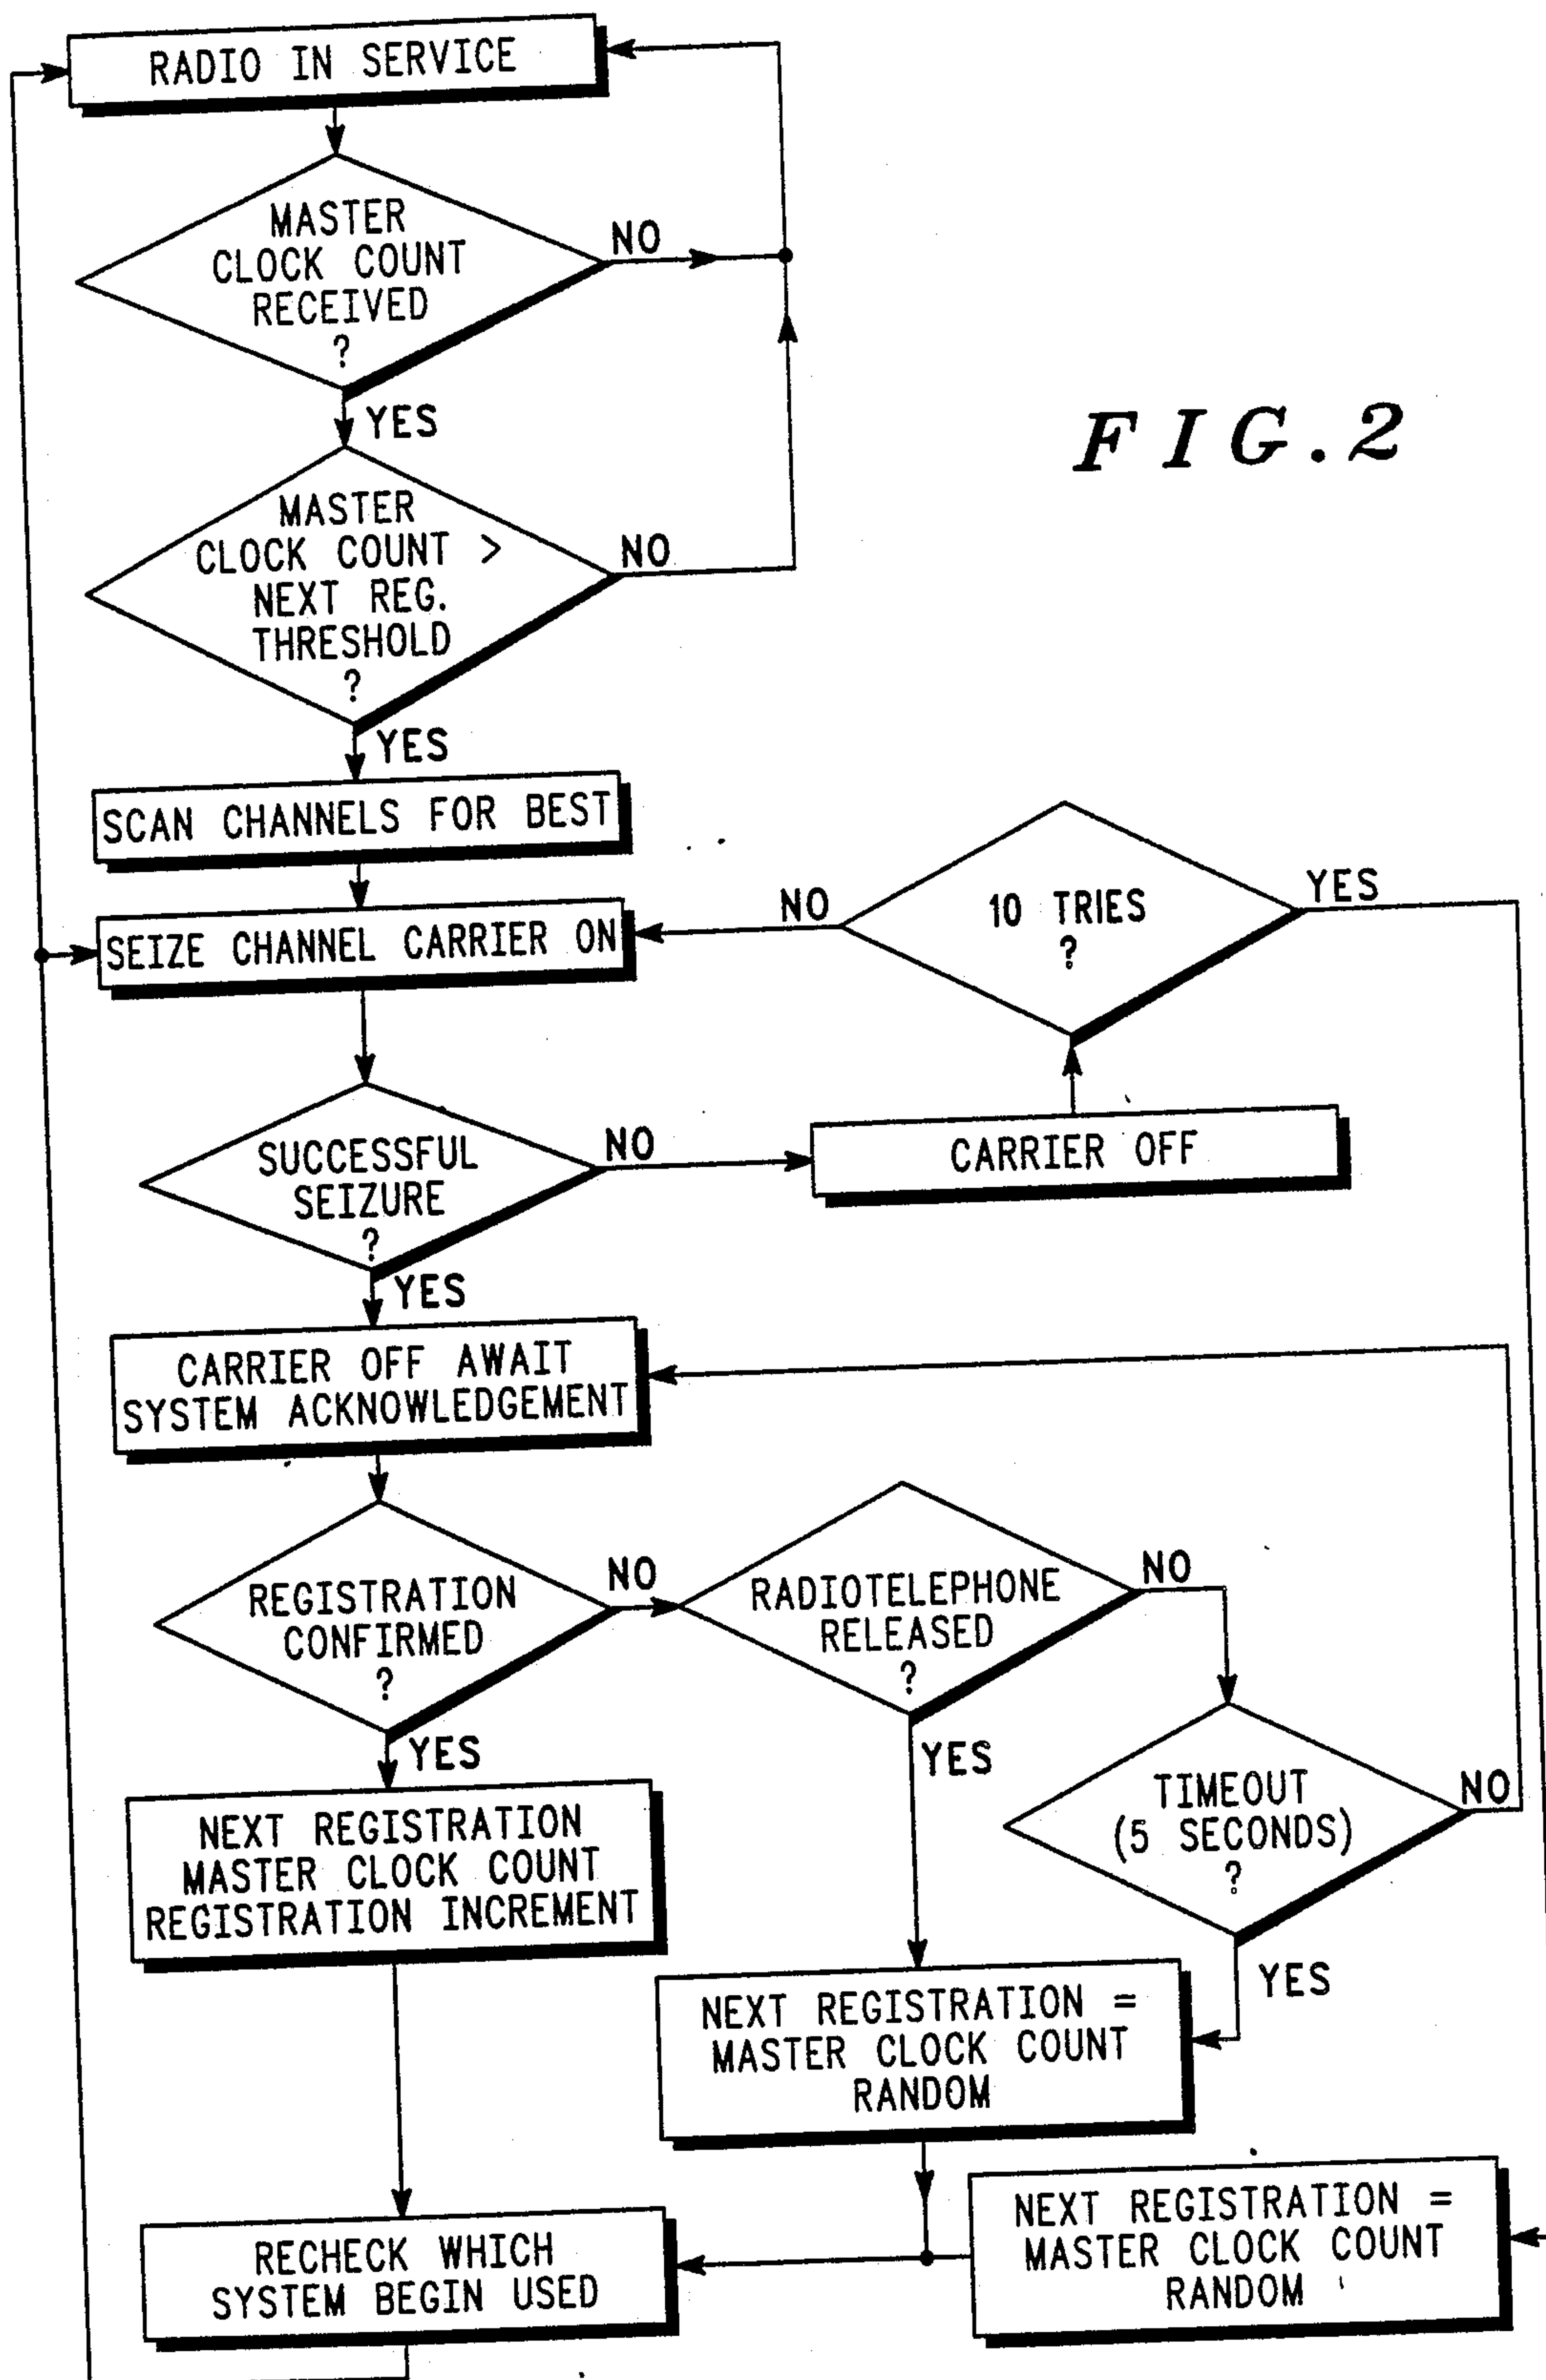 RADIO IN SERVICE
MASTER
CLOCK COUNT
RECEIVED
?
NO
YES
FIG.2
MASTER
CLOCK COUNT >
NEXT REG.
THRESHOLD
?
NO
YES
SCAN CHANNELS FOR BEST
SEIZE CHANNEL CARRIER ON
NO
10 TRIES
?
YES
SUCCESSFUL
SEIZURE
?
NO
CARRIER OFF
YES
CARRIER OFF AWAIT
SYSTEM ACKNOWLEDGEMENT
REGISTRATION
CONFIRMED
?
NO
RADIOTELEPHONE
RELEASED
?
NO
YES
YES
TIMEOUT
(5 SECONDS)
?
NO
YES
NEXT REGISTRATION
MASTER CLOCK COUNT
REGISTRATION INCREMENT
NEXT REGISTRATION =
MASTER CLOCK COUNT
RANDOM
NEXT REGISTRATION =
MASTER CLOCK COUNT
RANDOM
RECHECK WHICH
SYSTEM BEGIN USED